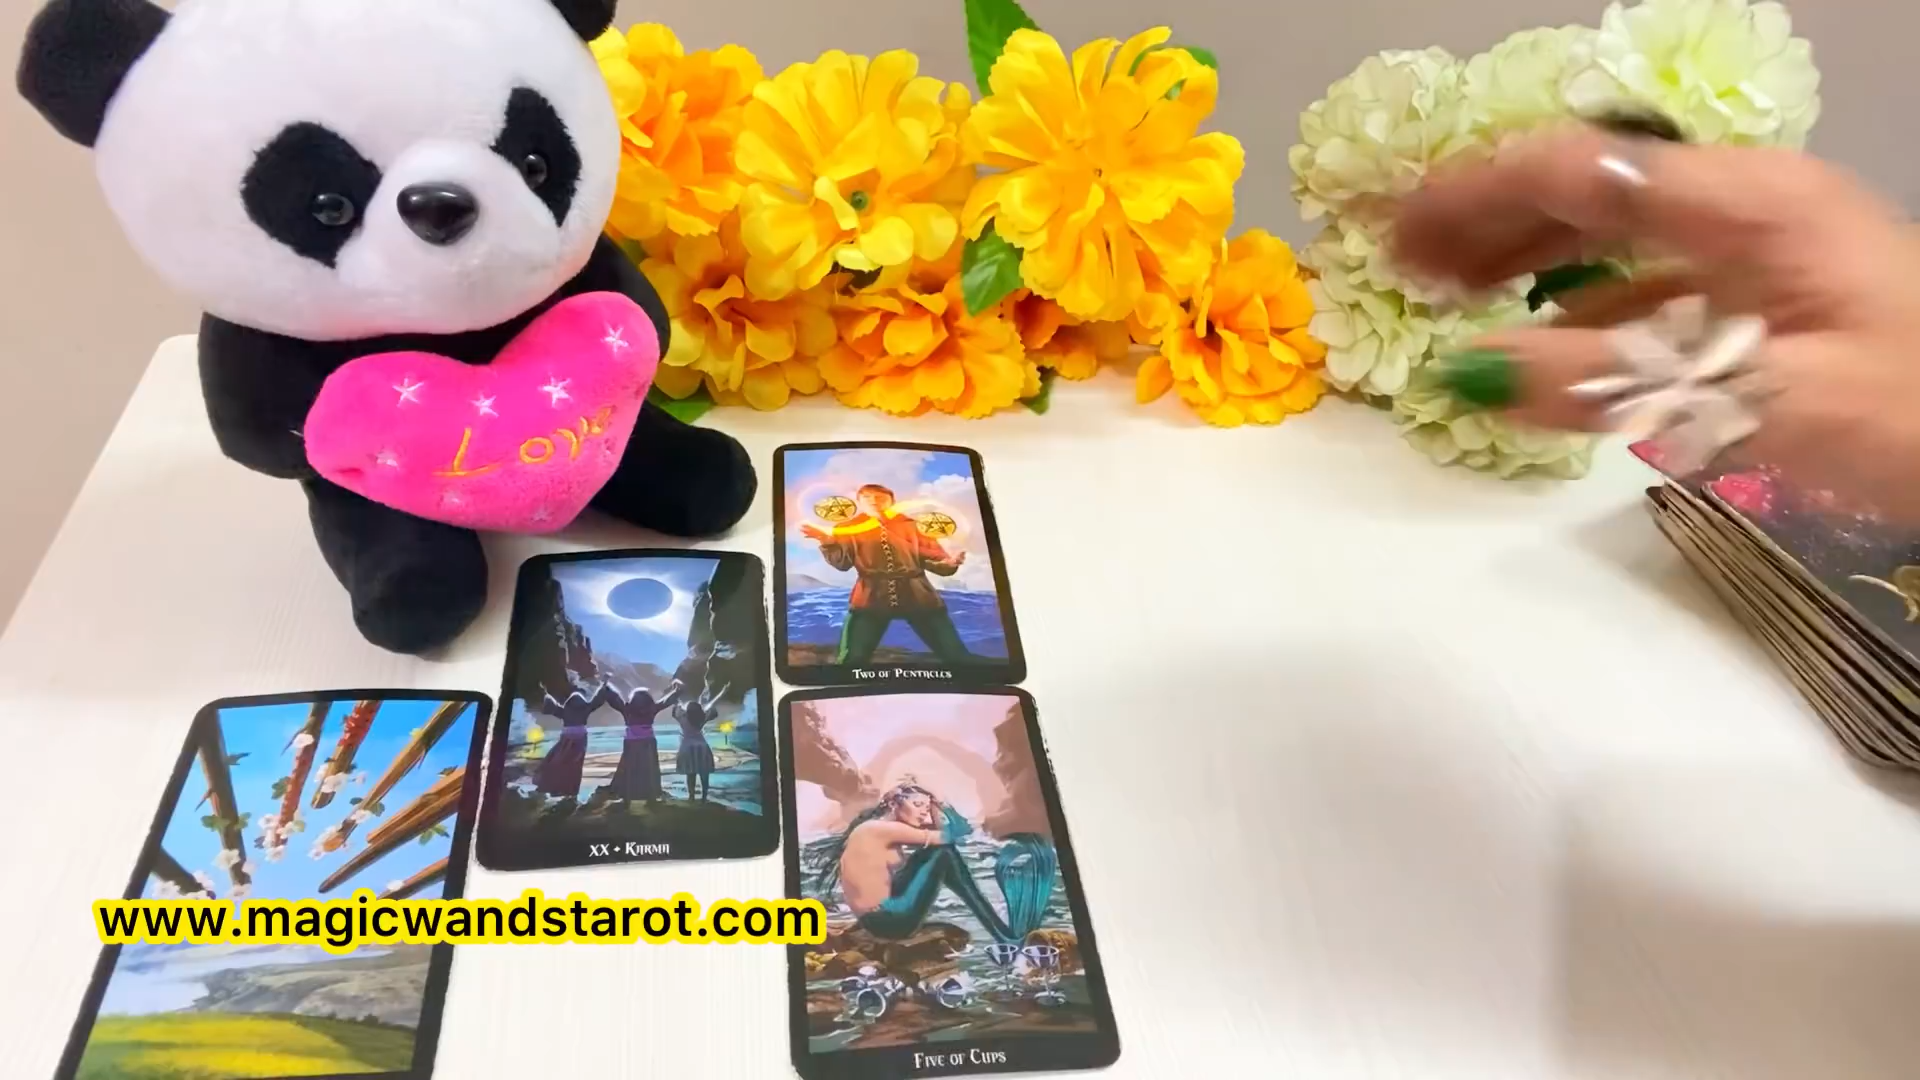 Love
Two of Pentacles
XX • Karma
www.magicwandstarot.com
Five of Cups